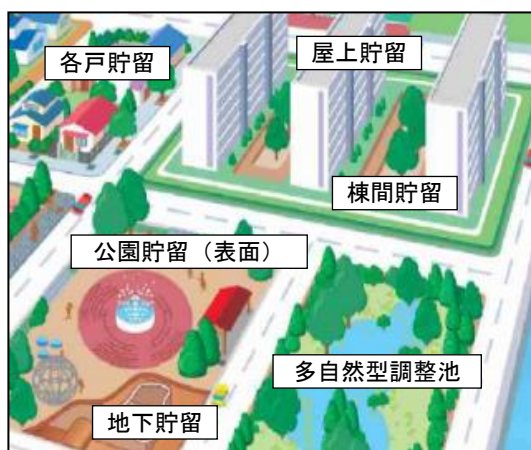 各戸貯留
屋上貯留
棟間貯留
公園貯留（表面）
多自然型調整池
地下貯留